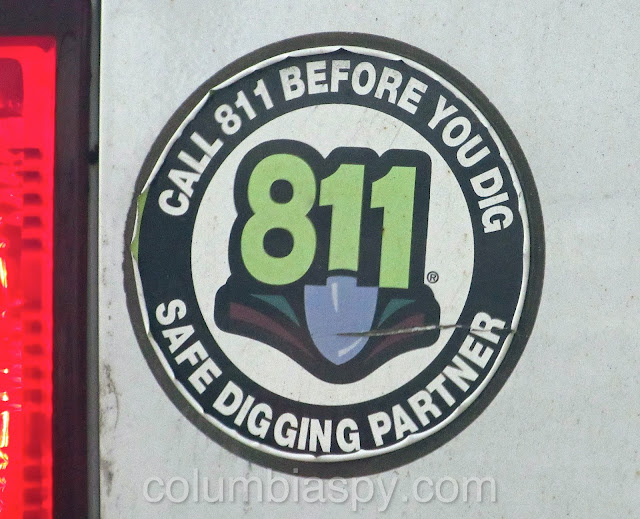 CALL 811 BEFORE YOU DIG
811®
SAFE DIGGING PARTNER
columbiaspy.com